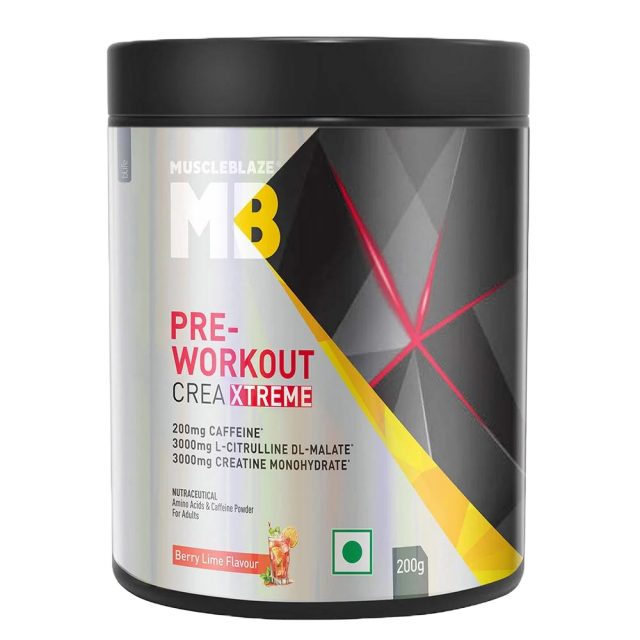 bLife
MUSCLEBLAZE
MB
PRE-
WORKOUT
CREA XTREME
200mg CAFFEINE*
3000mg L-CITRULLINE DL-MALATE*
3000mg CREATINE MONOHYDRATE*
NUTRACEUTICAL
Amino Acids & Caffeine Powder
For Adults
Berry Lime Flavour
200g